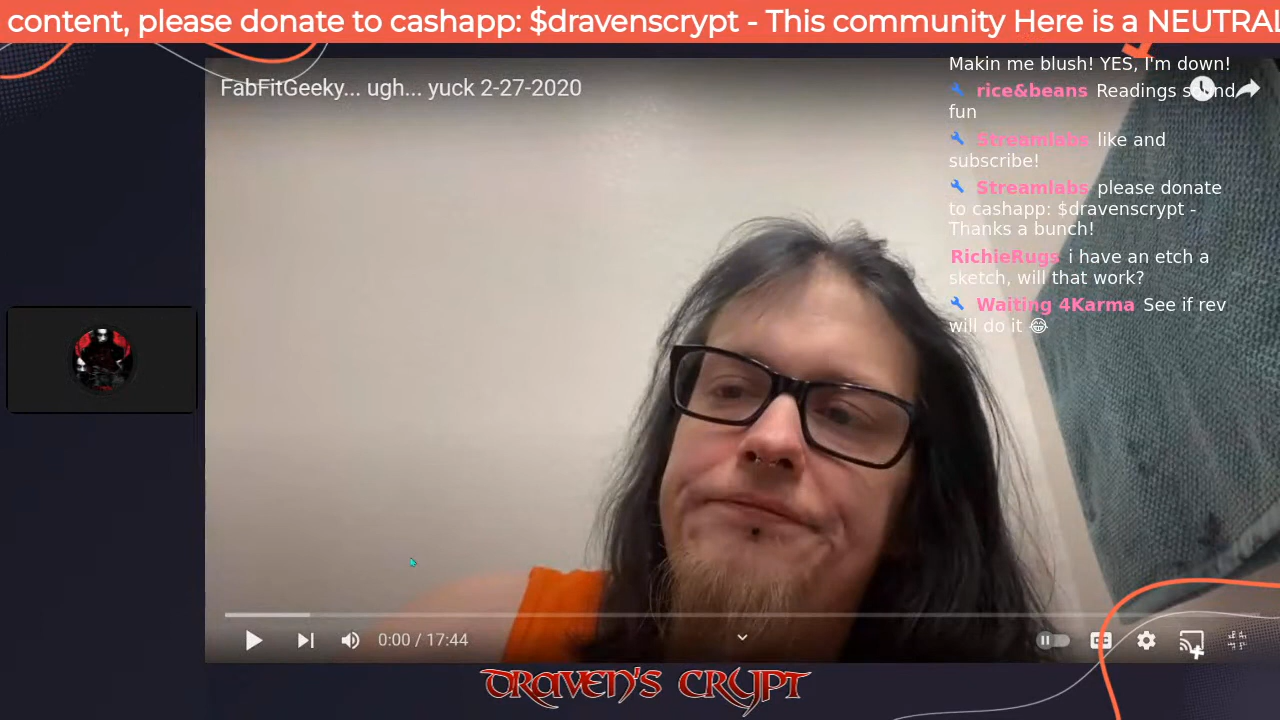 content, please donate to cashapp: $dravenscrypt - This community Here is a NEUTRAL
FabFitGeeky... ugh... yuck 2-27-2020
Makin me blush! YES, I'm down!
rice&beans Readings sound
fun
Streamlabs like and
subscribe!
Streamlabs please donate
to cashapp: $dravenscrypt -
Thanks a bunch!
RichieRugs i have an etch a
sketch, will that work?
Waiting 4Karma See if rev
will do it 😂
0:00 / 17:44
CC
DRAVEN'S CRYPT